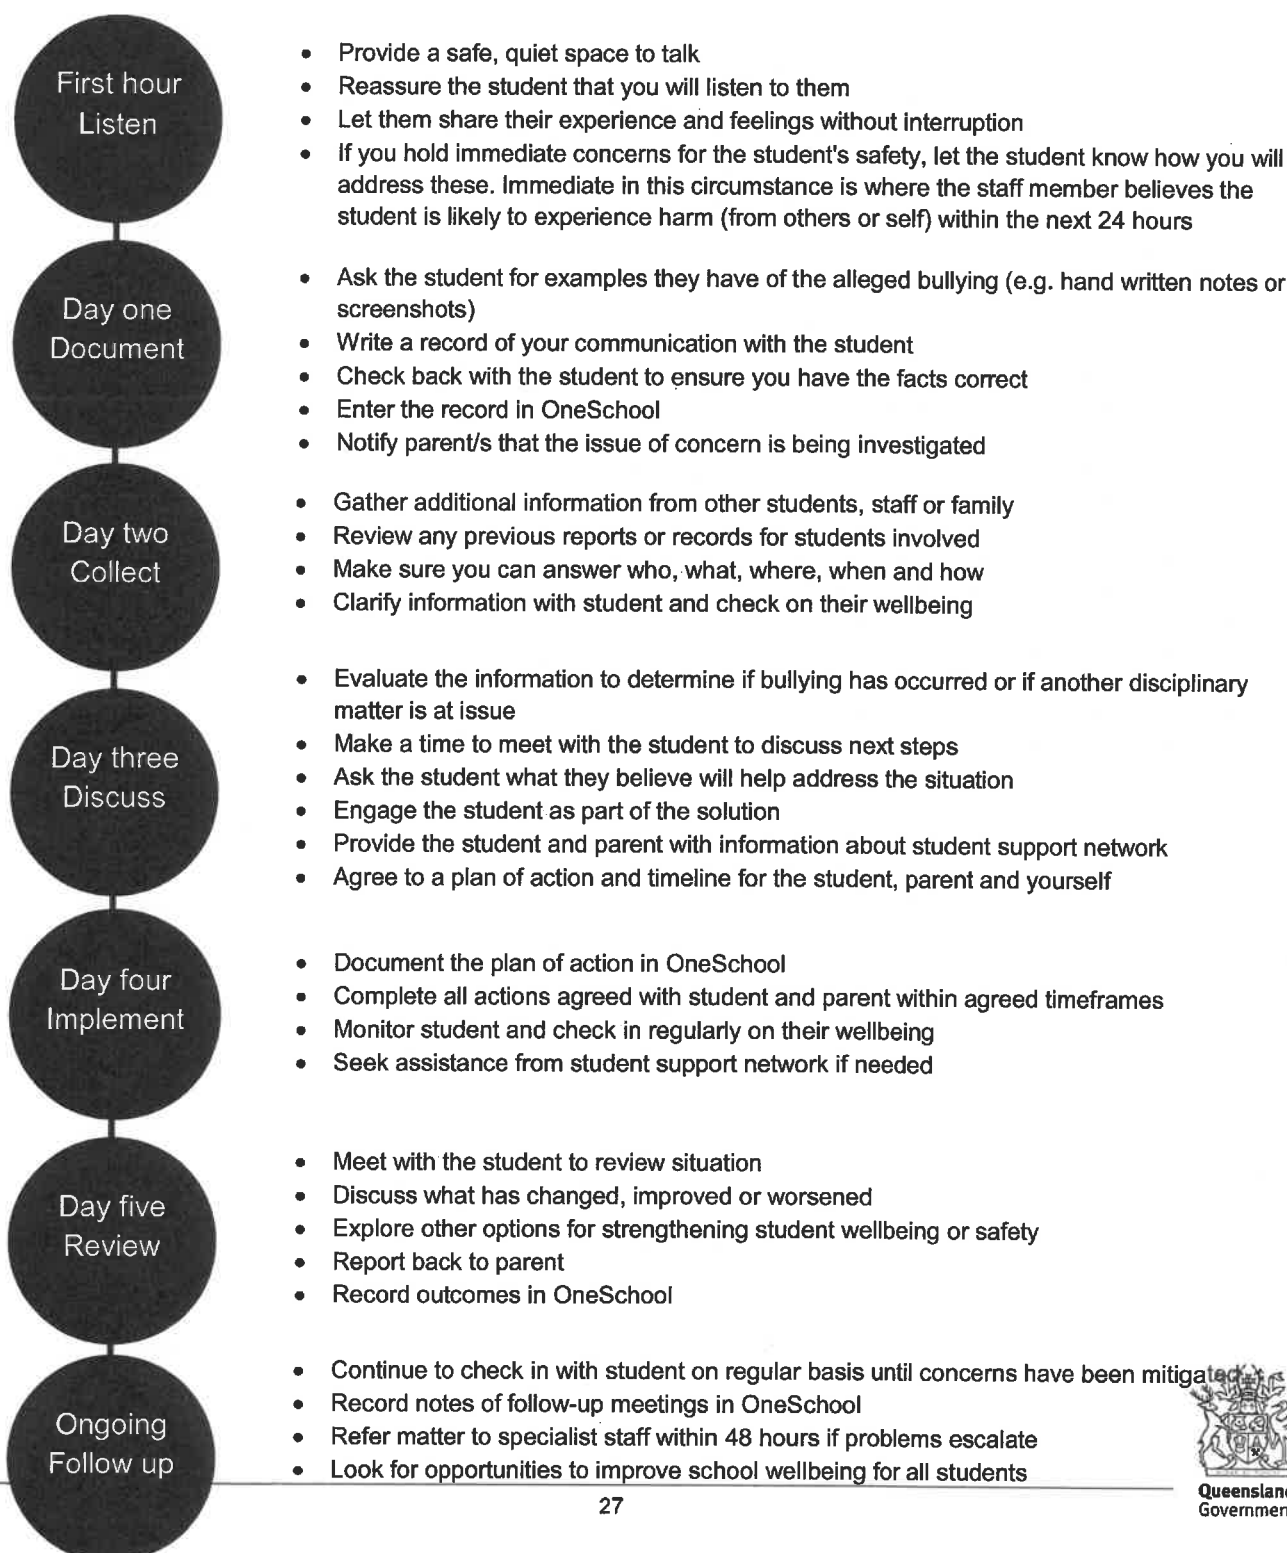 First hour
Listen
• Provide a safe, quiet space to talk
• Reassure the student that you will listen to them
• Let them share their experience and feelings without interruption
• If you hold immediate concerns for the student's safety, let the student know how you will
address these. Immediate in this circumstance is where the staff member believes the
student is likely to experience harm (from others or self) within the next 24 hours
Day one
Document
• Ask the student for examples they have of the alleged bullying (e.g. hand written notes or
screenshots)
• Write a record of your communication with the student
• Check back with the student to ensure you have the facts correct
• Enter the record in OneSchool
• Notify parent/s that the issue of concern is being investigated
Day two
Collect
• Gather additional information from other students, staff or family
• Review any previous reports or records for students involved
• Make sure you can answer who, what, where, when and how
• Clarify information with student and check on their wellbeing
Day three
Discuss
• Evaluate the information to determine if bullying has occurred or if another disciplinary
matter is at issue
• Make a time to meet with the student to discuss next steps
• Ask the student what they believe will help address the situation
• Engage the student as part of the solution
• Provide the student and parent with information about student support network
• Agree to a plan of action and timeline for the student, parent and yourself
Day four
Implement
• Document the plan of action in OneSchool
• Complete all actions agreed with student and parent within agreed timeframes
• Monitor student and check in regularly on their wellbeing
• Seek assistance from student support network if needed
Day five
Review
• Meet with the student to review situation
• Discuss what has changed, improved or worsened
• Explore other options for strengthening student wellbeing or safety
• Report back to parent
• Record outcomes in OneSchool
Ongoing
Follow up
• Continue to check in with student on regular basis until concerns have been mitigated
• Record notes of follow-up meetings in OneSchool
• Refer matter to specialist staff within 48 hours if problems escalate
• Look for opportunities to improve school wellbeing for all students
27
Queenslan
Governmen